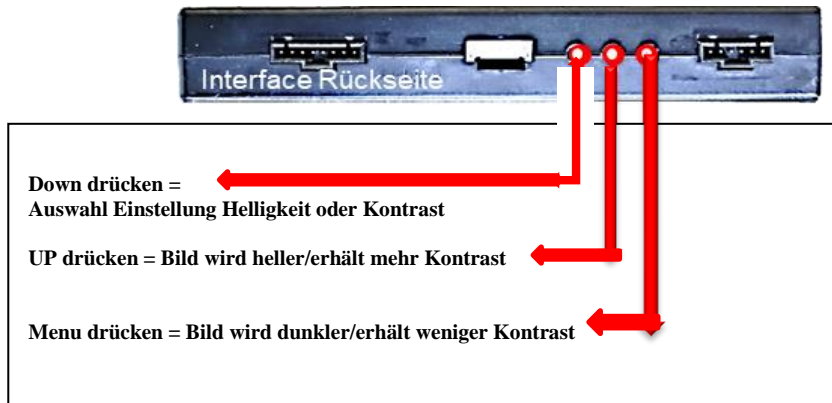 Interface Rückseite
Down drücken =
Auswahl Einstellung Helligkeit oder Kontrast
UP drücken = Bild wird heller/erhält mehr Kontrast
Menu drücken = Bild wird dunkler/erhält weniger Kontrast